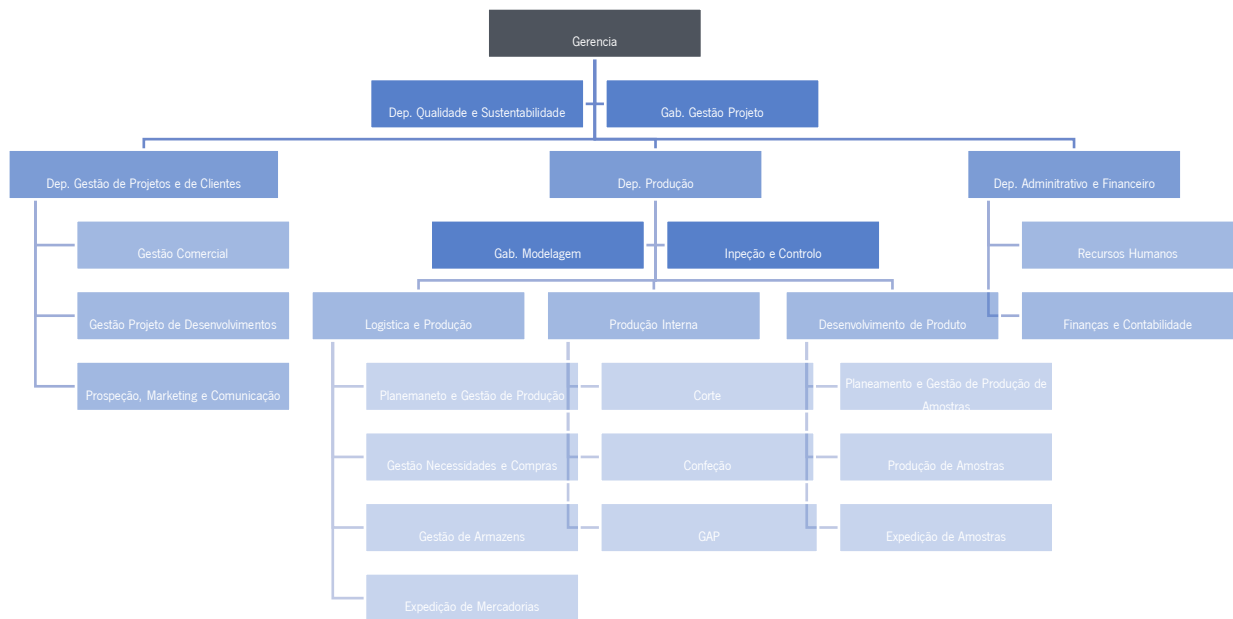 Gerencia
Dep. Qualidade e Sustentabilidade
Gab. Gestão Projeto
Dep. Gestão de Projetos e de Clientes
Dep. Produção
Dep. Adminitrativo e Financeiro
Gestão Comercial
Gab. Modelagem
Inpeção e Controlo
Recursos Humanos
Gestão Projeto de Desenvolvimentos
Logistica e Produção
Produção Interna
Desenvolvimento de Produto
Finanças e Contabilidade
Prospeção, Marketing e Comunicação
Planemaneto e Gestão de Produção
Corte
Planeamento e Gestão de Produção de
Amostras
Gestão Necessidades e Compras
Confeção
Produção de Amostras
Gestão de Armazens
GAP
Expedição de Amostras
Expedição de Mercadorias